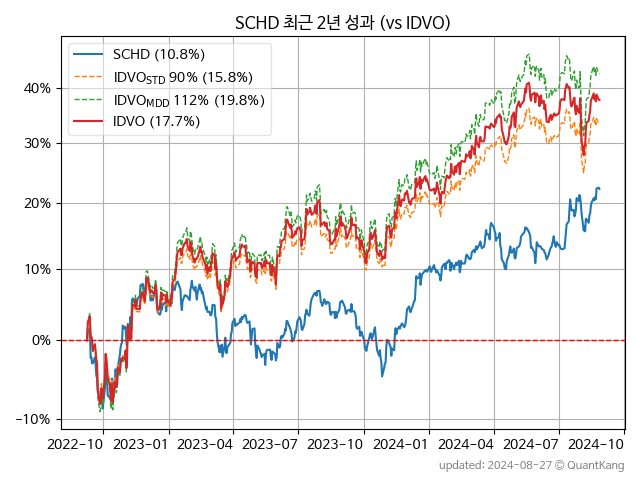 SCHD 최근 2년 성과 (vs IDVO)
SCHD (10.8%)
IDVO_STD 90% (15.8%)
IDVO_MDD 112% (19.8%)
IDVO (17.7%)
40%
30%
20%
10%
0%
−10%
2022-10 2023-01 2023-04 2023-07 2023-10 2024-01 2024-04 2024-07 2024-10
updated: 2024-08-27 © QuantKang